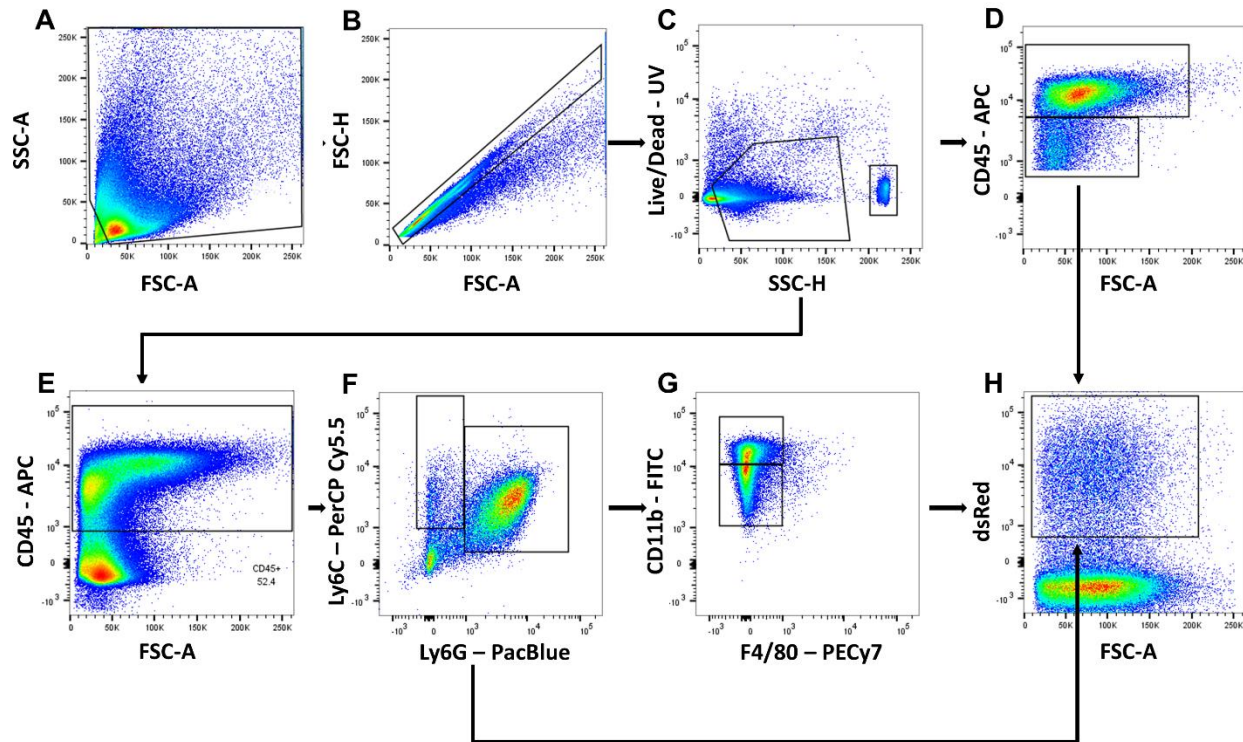 A
SSC-A
250K
200K
150K
100K
50K
0
0 50K 100K 150K 200K 250K
FSC-A
B
FSC-H
250K
200K
150K
100K
50K
0
0 50K 100K 150K 200K 250K
FSC-A
C
Live/Dead - UV
10^5
10^4
10^3
0
-10^3
0 50K 100K 150K 200K 250K
SSC-H
D
CD45 - APC
10^5
10^4
10^3
0
-10^3
0 50K 100K 150K 200K 250K
FSC-A
E
CD45 - APC
10^5
10^4
10^3
0
-10^3
CD45+
52.4
0 50K 100K 150K 200K 250K
FSC-A
F
Ly6C – PerCP Cy5.5
10^5
10^4
10^3
0
-10^3
-10^3 0 10^3 10^4 10^5
Ly6G – PacBlue
G
CD11b - FITC
10^5
10^4
10^3
0
-10^3
-10^3 0 10^3 10^4 10^5
F4/80 – PECy7
H
dsRed
10^5
10^4
10^3
0
-10^3
0 50K 100K 150K 200K 250K
FSC-A